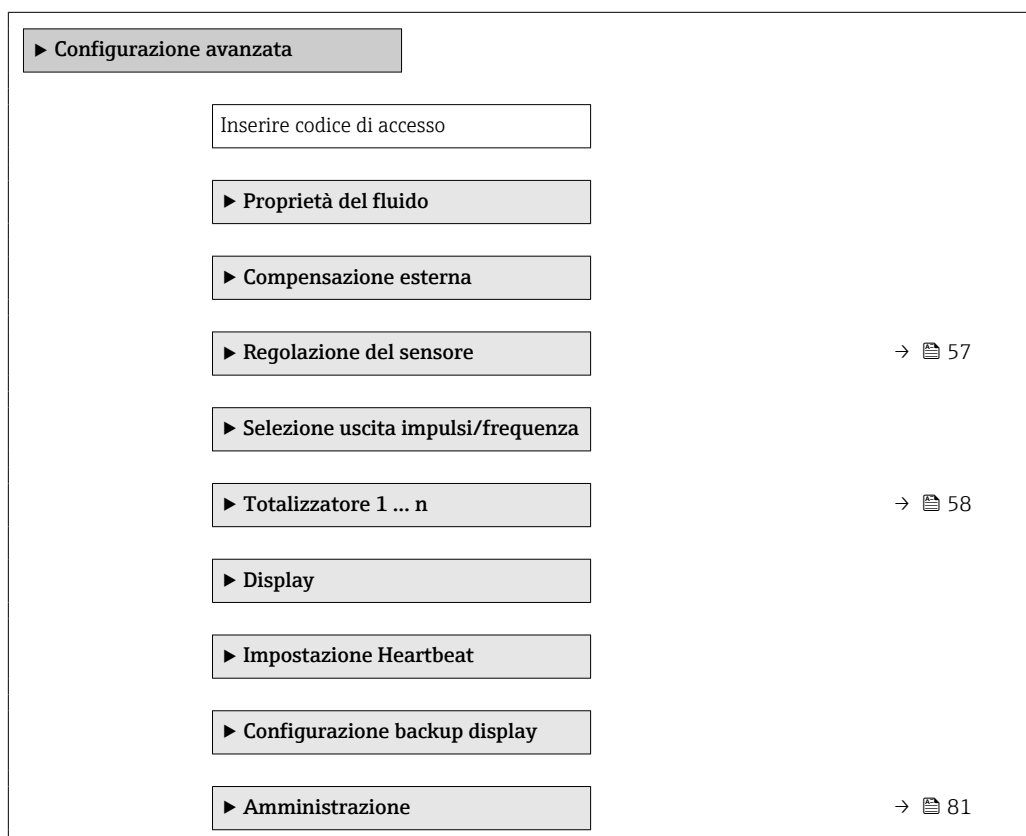 ▶ Configurazione avanzata
Inserire codice di accesso
▶ Proprietà del fluido
▶ Compensazione esterna
▶ Regolazione del sensore → 57
▶ Selezione uscita impulsi/frequenza
▶ Totalizzatore 1 ... n → 58
▶ Display
▶ Impostazione Heartbeat
▶ Configurazione backup display
▶ Amministrazione → 81